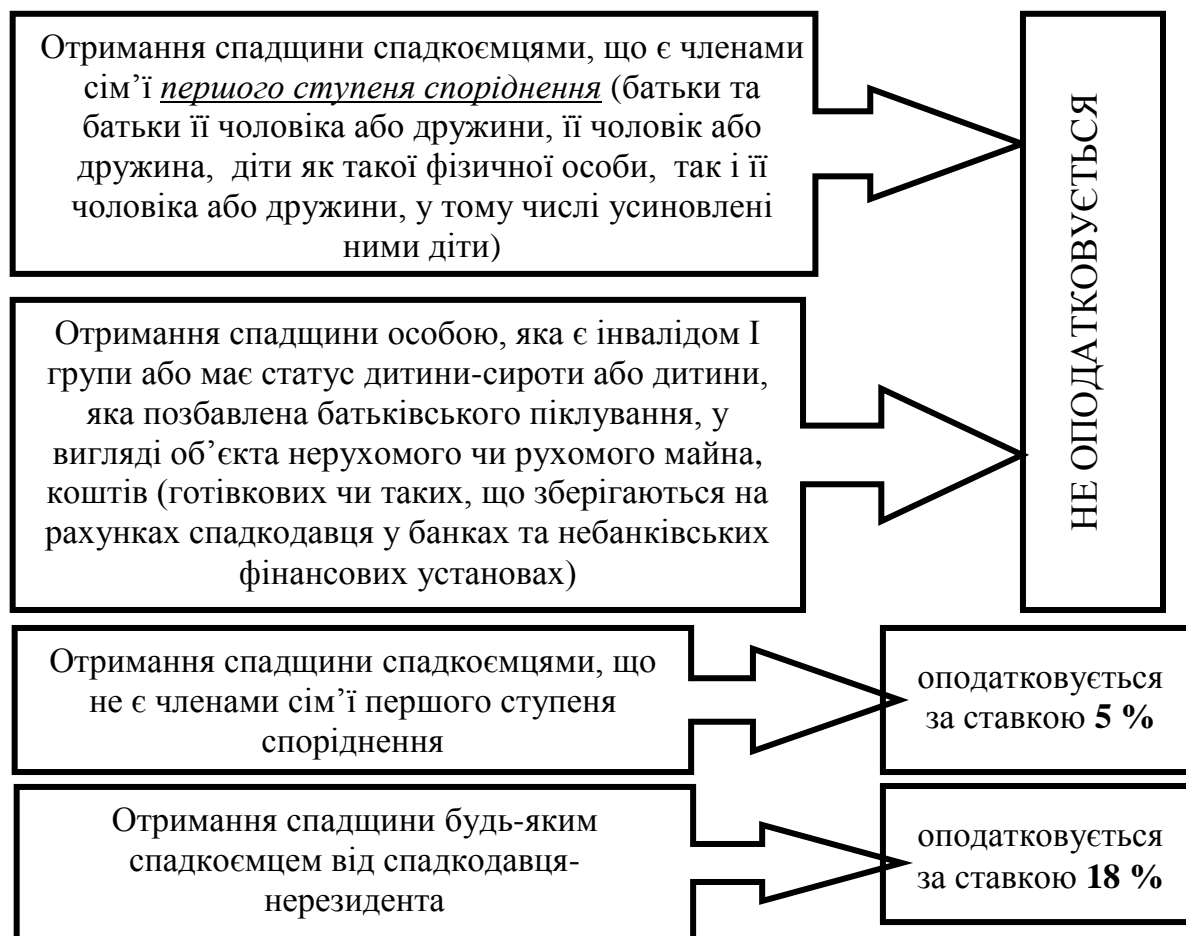 Отримання спадщини спадкоємцями, що є членами
сім’ї першого ступеня споріднення (батьки та
батьки її чоловіка або дружини, її чоловік або
дружина, діти як такої фізичної особи, так і її
чоловіка або дружини, у тому числі усиновлені
ними діти)
НЕ ОПОДАТКОВУЄТЬСЯ
Отримання спадщини особою, яка є інвалідом І
групи або має статус дитини-сироти або дитини,
яка позбавлена батьківського піклування, у
вигляді об’єкта нерухомого чи рухомого майна,
коштів (готівкових чи таких, що зберігаються на
рахунках спадкодавця у банках та небанківських
фінансових установах)
Отримання спадщини спадкоємцями, що
не є членами сім’ї першого ступеня
споріднення
оподатковується
за ставкою 5 %
Отримання спадщини будь-яким
спадкоємцем від спадкодавця-
нерезидента
оподатковується
за ставкою 18 %